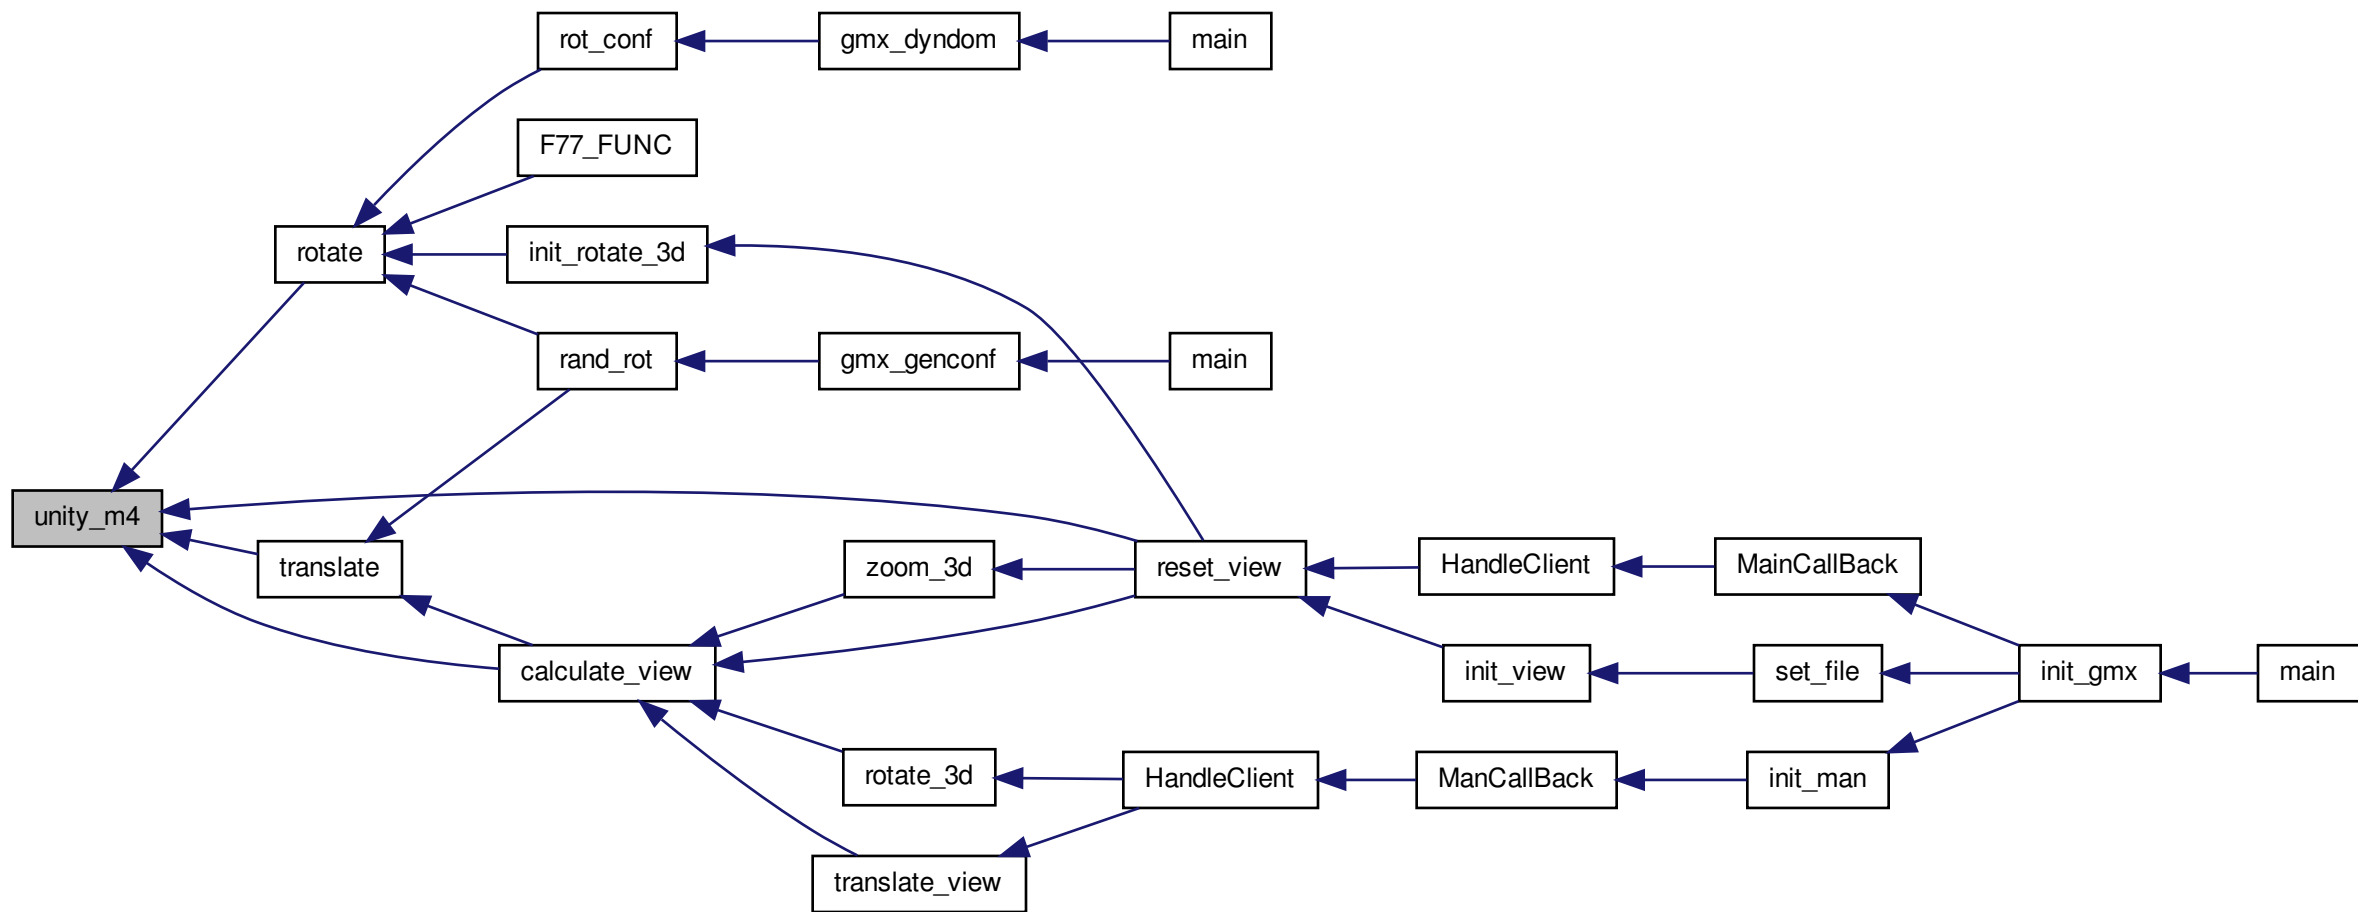 rot_conf
gmx_dyndom
main
F77_FUNC
rotate
init_rotate_3d
rand_rot
gmx_genconf
main
unity_m4
translate
zoom_3d
reset_view
HandleClient
MainCallBack
calculate_view
init_view
set_file
init_gmx
main
rotate_3d
HandleClient
ManCallBack
init_man
translate_view